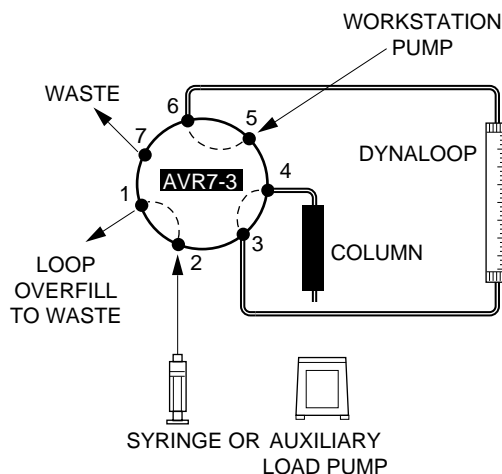 WORKSTATION
PUMP
WASTE
6
5
7
DYNALOOP
4
AVR7-3
1
3
2
COLUMN
LOOP
OVERFILL
TO WASTE
SYRINGE OR AUXILIARY
LOAD PUMP